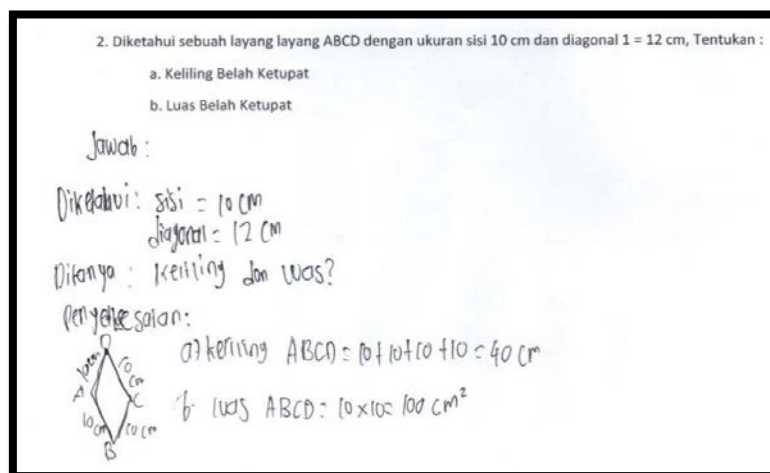 2. Diketahui sebuah layang layang ABCD dengan ukuran sisi 10 cm dan diagonal 1 = 12 cm, Tentukan :
a. Keliling Belah Ketupat
b. Luas Belah Ketupat
Jawab :
Diketahui : sisi = 10 cm
diagonal = 12 cm
Ditanya : keliling dan luas?
Penyelesaian:
a) keliling ABCD = 10 + 10 + 10 + 10 = 40 cm
b. luas ABCD = 10 x 10 = 100 cm²
D
10 cm
10 cm
A
C
10 cm
10 cm
B